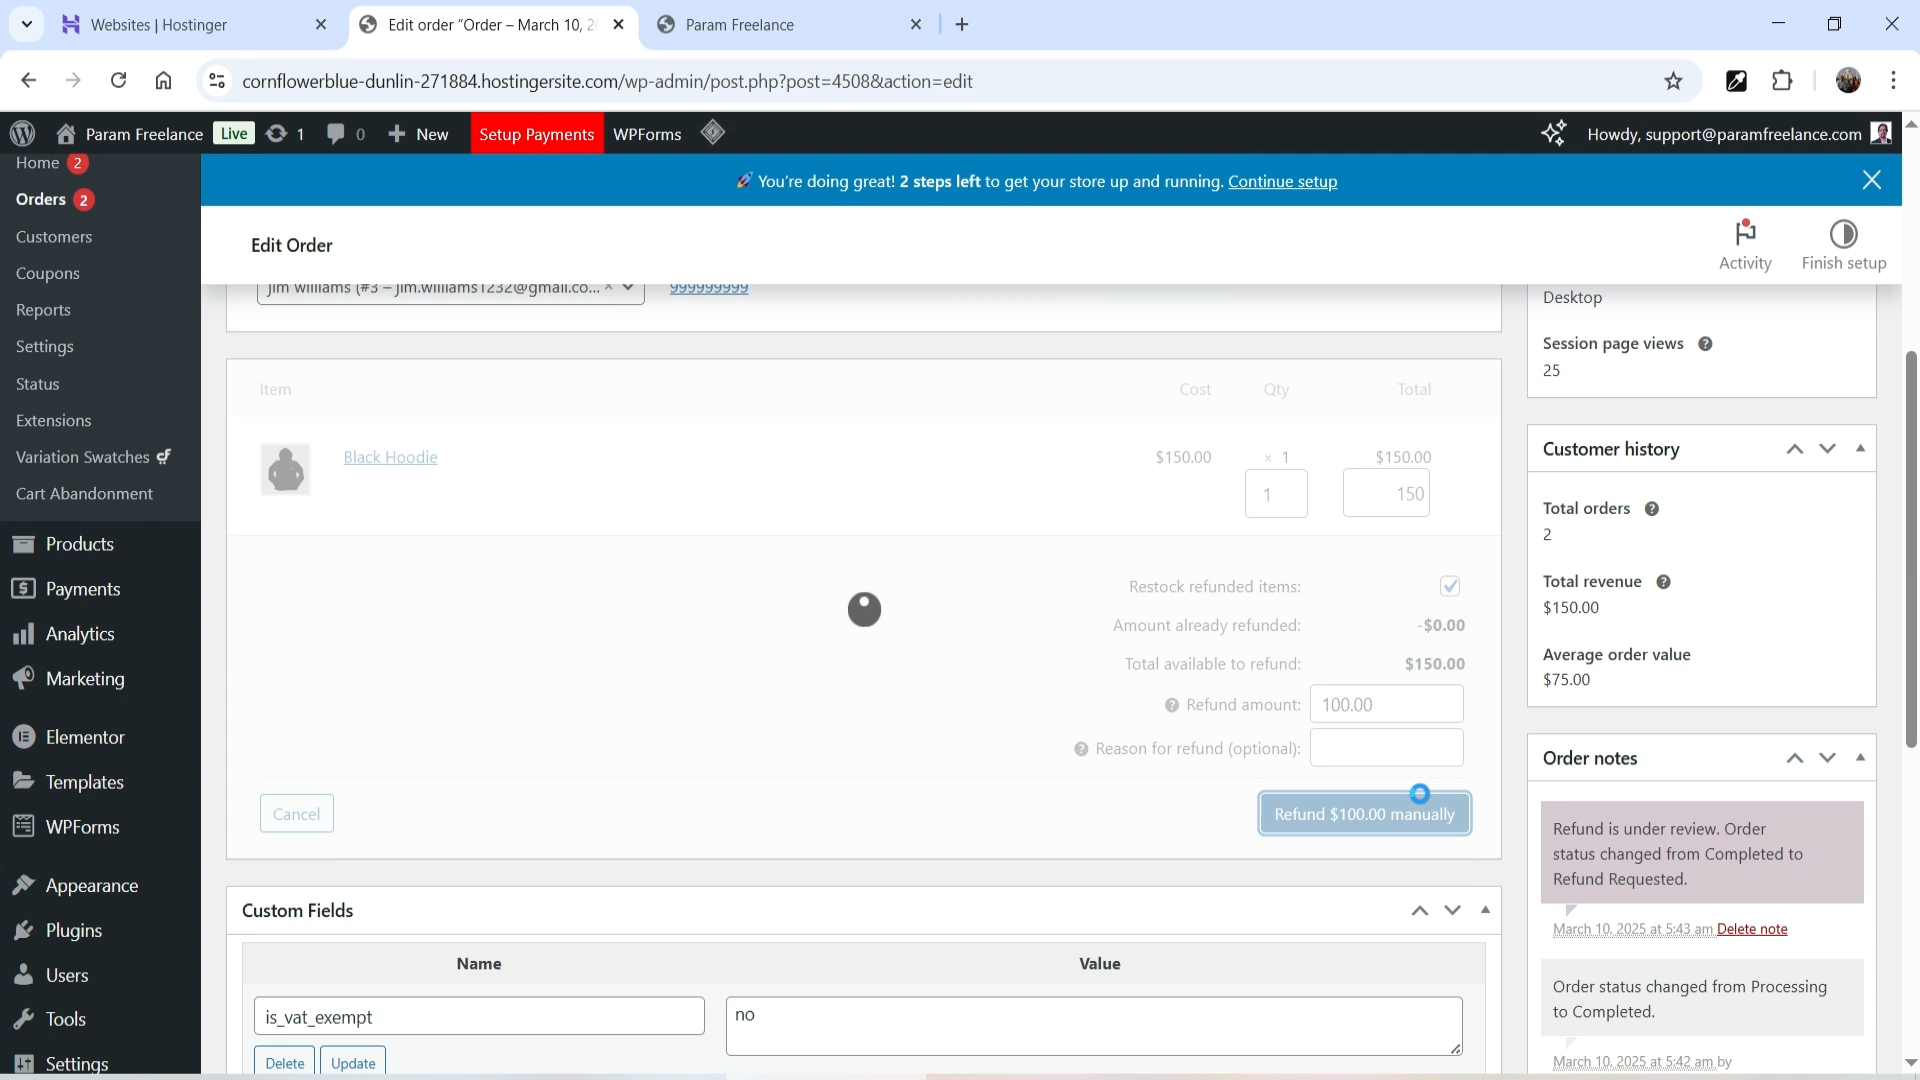 Websites | Hostinger
Edit order “Order – March 10, 2
Param Freelance
cornflowerblue-dunlin-271884.hostingersite.com/wp-admin/post.php?post=4508&action=edit
Param Freelance Live 1 0 New Setup Payments WPForms
Howdy, support@paramfreelance.com
🚀 You're doing great! 2 steps left to get your store up and running. Continue setup
Home 2
Orders 2
Customers
Coupons
Reports
Settings
Status
Extensions
Variation Swatches
Cart Abandonment
Products
Payments
Analytics
Marketing
Elementor
Templates
WPForms
Appearance
Plugins
Users
Tools
Settings
Edit Order
Activity
Finish setup
Jim williams (#3 – jim.williams1232@gmail.co... ×
999999999
Item Cost Qty Total
Black Hoodie $150.00 × 1 $150.00
1 150
Restock refunded items:
Amount already refunded: -$0.00
Total available to refund: $150.00
Refund amount: 100.00
Reason for refund (optional):
Cancel
Refund $100.00 manually
Custom Fields
Name Value
is_vat_exempt no
Delete Update
Desktop
Session page views
25
Customer history
Total orders
2
Total revenue
$150.00
Average order value
$75.00
Order notes
Refund is under review. Order
status changed from Completed to
Refund Requested.
March 10, 2025 at 5:43 am Delete note
Order status changed from Processing
to Completed.
March 10, 2025 at 5:42 am by